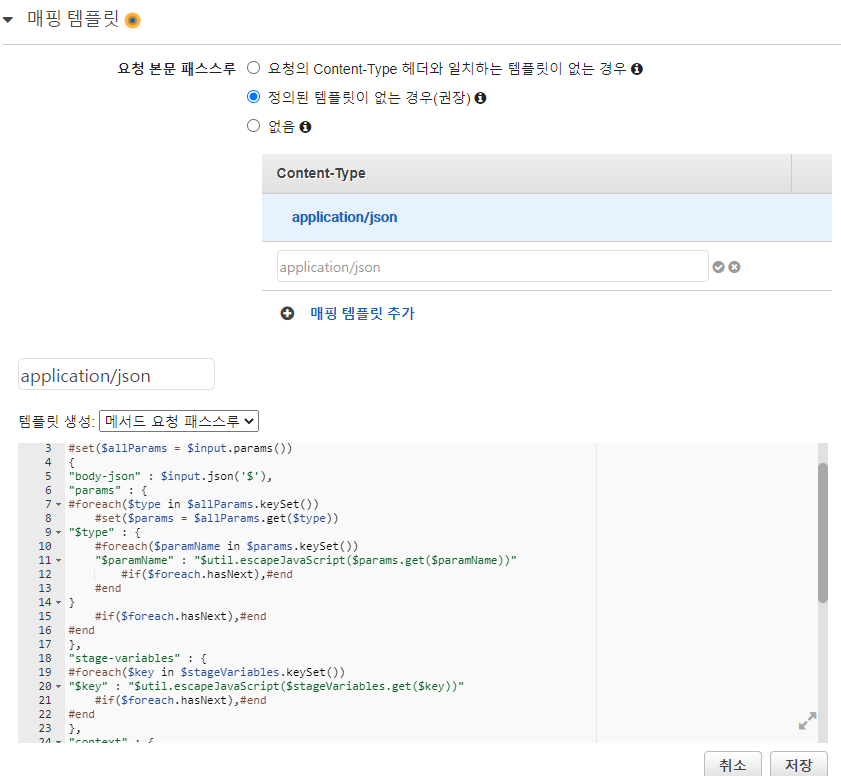 매핑 템플릿
요청 본문 패스스루
요청의 Content-Type 헤더와 일치하는 템플릿이 없는 경우
정의된 템플릿이 없는 경우(권장)
없음
Content-Type
application/json
application/json
매핑 템플릿 추가
application/json
템플릿 생성: 메서드 요청 패스스루
3 #set($allParams = $input.params())
4 {
5 "body-json" : $input.json('$'),
6 "params" : {
7 #foreach($type in $allParams.keySet())
8 #set($params = $allParams.get($type))
9 "$type" : {
10 #foreach($paramName in $params.keySet())
11 "$paramName" : "$util.escapeJavaScript($params.get($paramName))"
12 #if($foreach.hasNext),#end
13 #end
14 }
15 #if($foreach.hasNext),#end
16 #end
17 },
18 "stage-variables" : {
19 #foreach($key in $stageVariables.keySet())
20 "$key" : "$util.escapeJavaScript($stageVariables.get($key))"
21 #if($foreach.hasNext),#end
22 #end
23 },
24 "context" : {
취소 저장